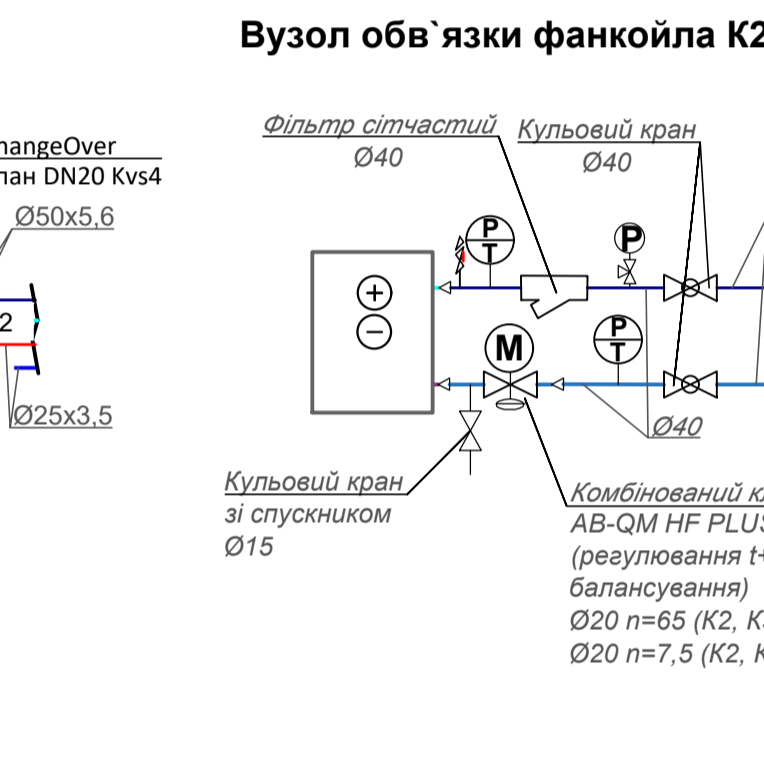 Вузол обв`язки фанкойла К2
hangeOver
пан DN20 Kvs4
Ø50x5,6
2
Ø25x3,5
Фільтр сітчастий
Ø40
Кульовий кран
Ø40
P
T
P
P
T
M
Ø40
Кульовий кран
зі спускником
Ø15
Комбінований к
AB-QM HF PLUS
(регулювання t+
балансування)
Ø20 n=65 (К2, К
Ø20 n=7,5 (К2, К